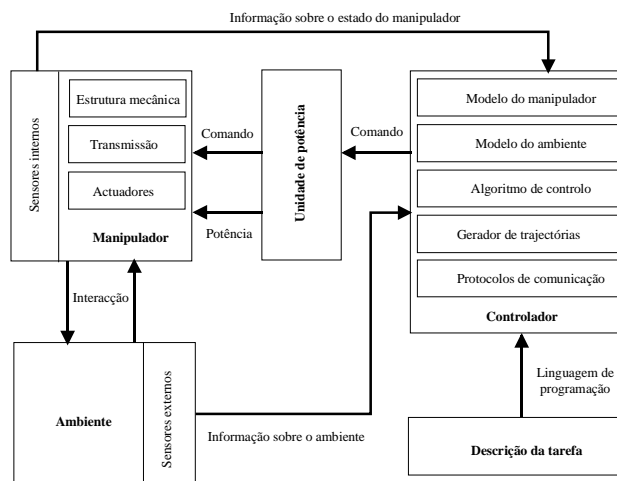 Informação sobre o estado do manipulador
Sensores internos
Estrutura mecânica
Transmissão
Actuadores
Manipulador
Comando
Potência
Unidade de potência
Comando
Modelo do manipulador
Modelo do ambiente
Algoritmo de controlo
Gerador de trajectórias
Protocolos de comunicação
Controlador
Interacção
Ambiente
Sensores externos
Informação sobre o ambiente
Linguagem de
programação
Descrição da tarefa